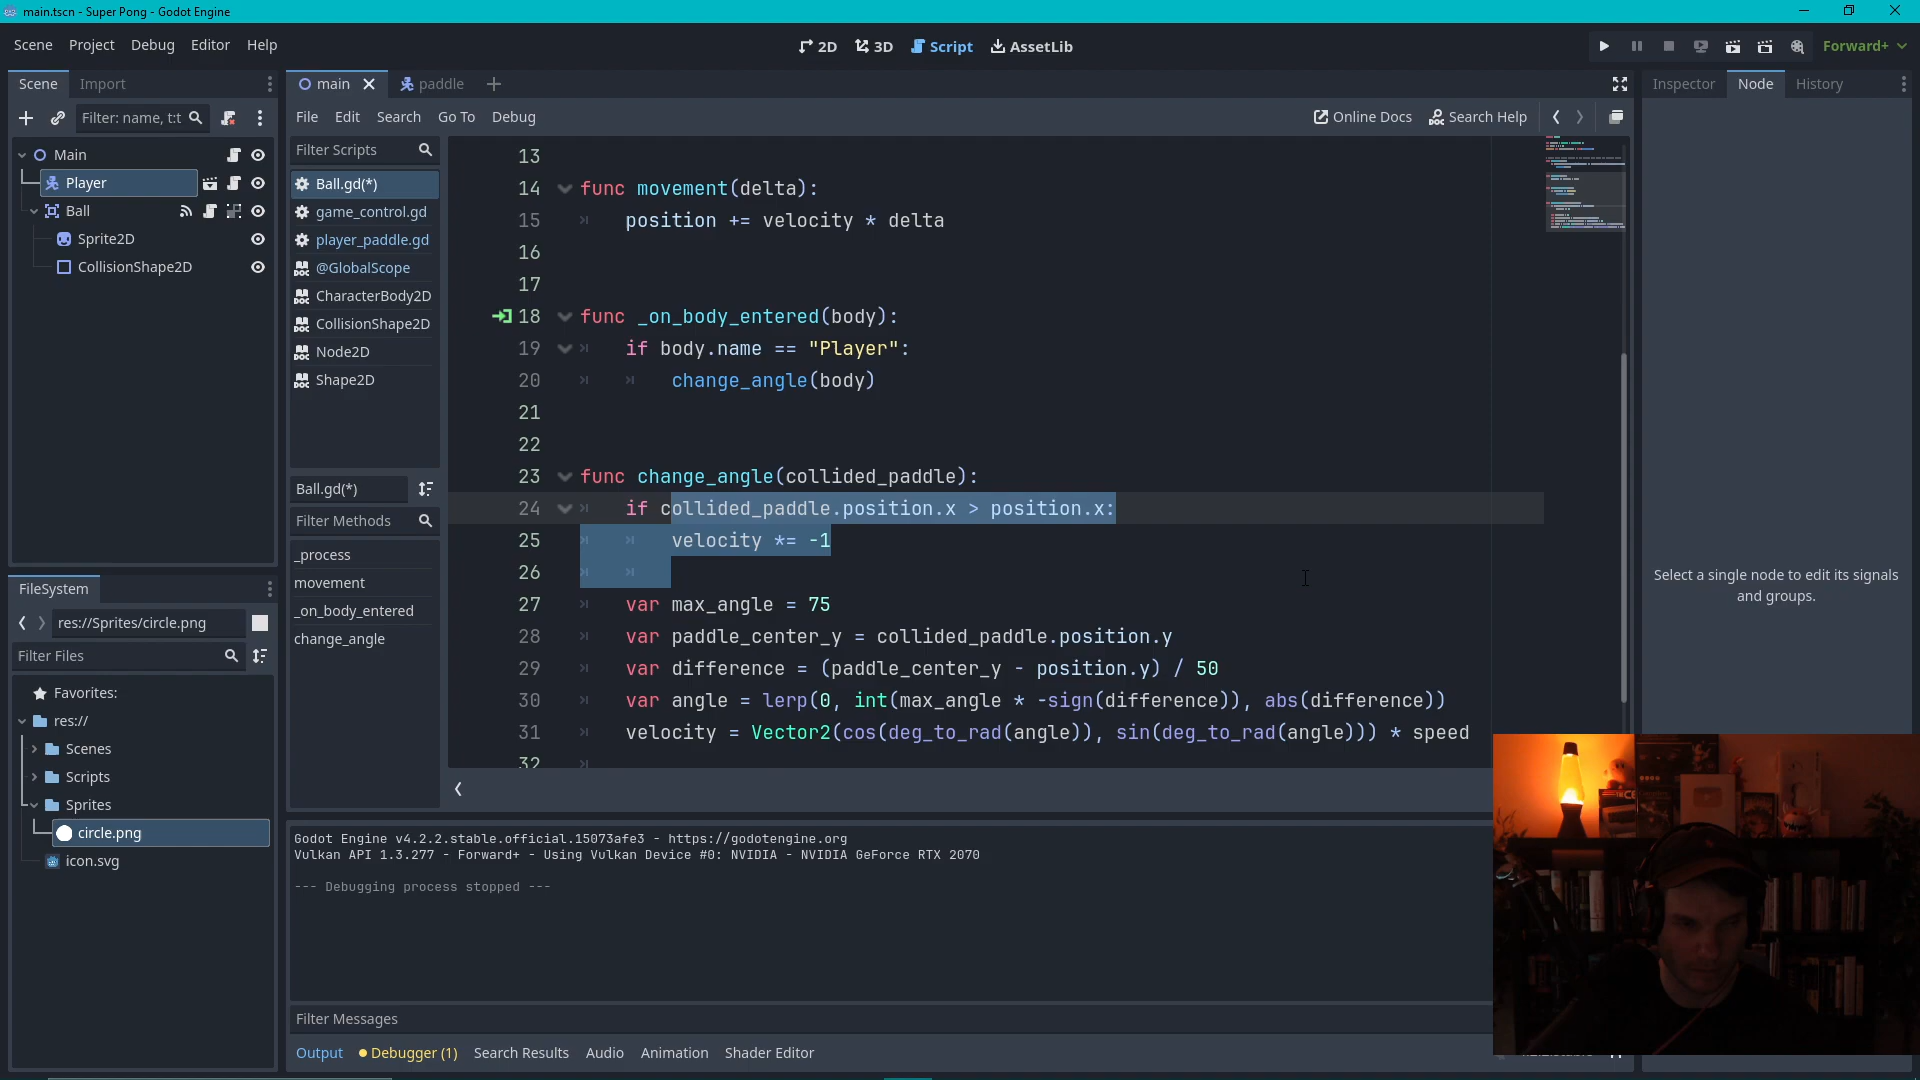 main.tscn - Super Pong - Godot Engine
Scene Project Debug Editor Help
2D 3D Script AssetLib
Forward+
Scene Import
main paddle
Inspector Node History
Filter: name, t:t
File Edit Search Go To Debug
Online Docs Search Help
Main
Player
Ball
Sprite2D
CollisionShape2D
Filter Scripts
Ball.gd(*)
game_control.gd
player_paddle.gd
@GlobalScope
CharacterBody2D
CollisionShape2D
Node2D
Shape2D
Ball.gd(*)
Filter Methods
_process
movement
_on_body_entered
change_angle
13
14 func movement(delta):
15 position += velocity * delta
16
17
18 func _on_body_entered(body):
19 if body.name == "Player":
20 change_angle(body)
21
22
23 func change_angle(collided_paddle):
24 if collided_paddle.position.x > position.x:
25 velocity *= -1
26
27 var max_angle = 75
28 var paddle_center_y = collided_paddle.position.y
29 var difference = (paddle_center_y - position.y) / 50
30 var angle = lerp(0, int(max_angle * -sign(difference)), abs(difference))
31 velocity = Vector2(cos(deg_to_rad(angle)), sin(deg_to_rad(angle))) * speed
32
Select a single node to edit its signals
and groups.
FileSystem
res://Sprites/circle.png
Filter Files
Favorites:
res://
Scenes
Scripts
Sprites
circle.png
icon.svg
Godot Engine v4.2.2.stable.official.15073afe3 - https://godotengine.org
Vulkan API 1.3.277 - Forward+ - Using Vulkan Device #0: NVIDIA - NVIDIA GeForce RTX 2070
--- Debugging process stopped ---
Filter Messages
Output Debugger (1) Search Results Audio Animation Shader Editor